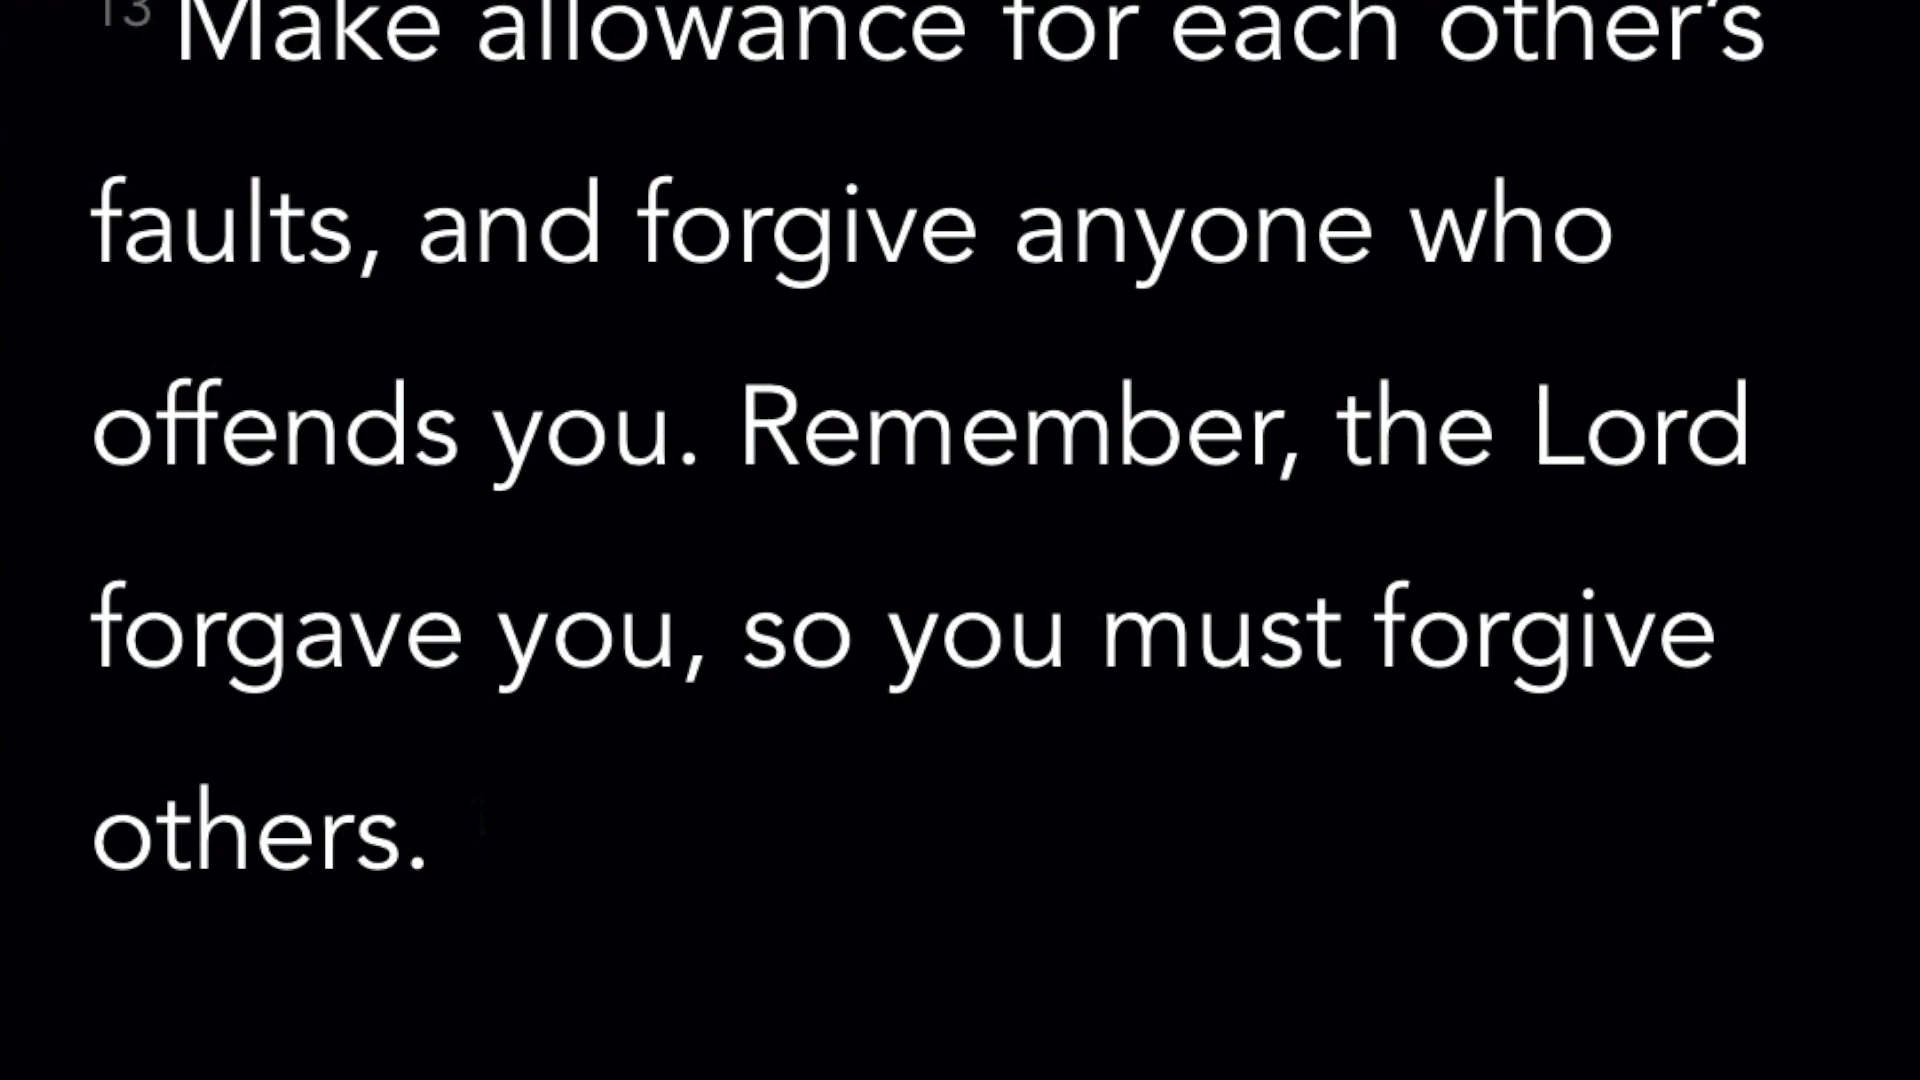 13 Make allowance for each other's
faults, and forgive anyone who
offends you. Remember, the Lord
forgave you, so you must forgive
others. 1